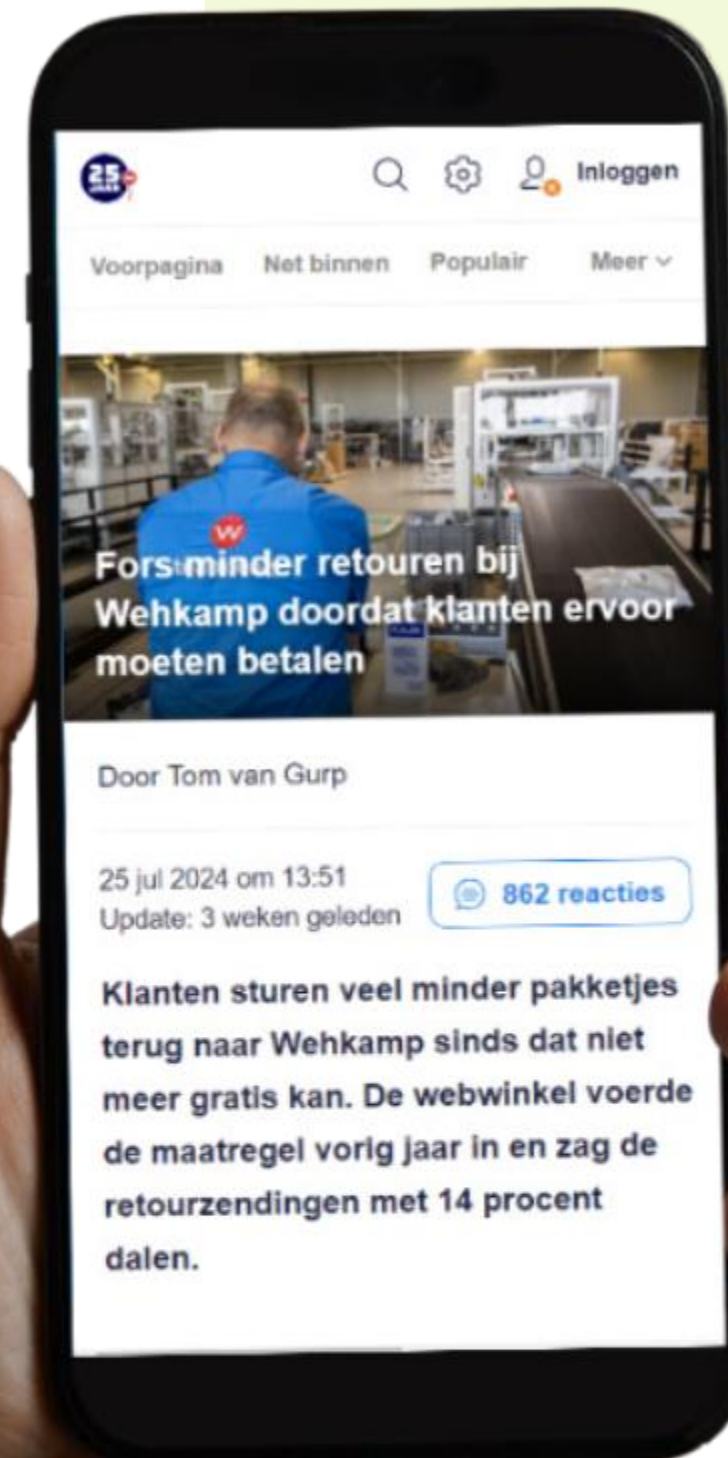 25
JAAR
Inloggen
Voorpagina Net binnen Populair Meer
W
Fors minder retouren bij
Wehkamp doordat klanten ervoor
moeten betalen
Door Tom van Gurp
25 jul 2024 om 13:51
Update: 3 weken geleden
862 reacties
Klanten sturen veel minder pakketjes
terug naar Wehkamp sinds dat niet
meer gratis kan. De webwinkel voerde
de maatregel vorig jaar in en zag de
retourzendingen met 14 procent
dalen.